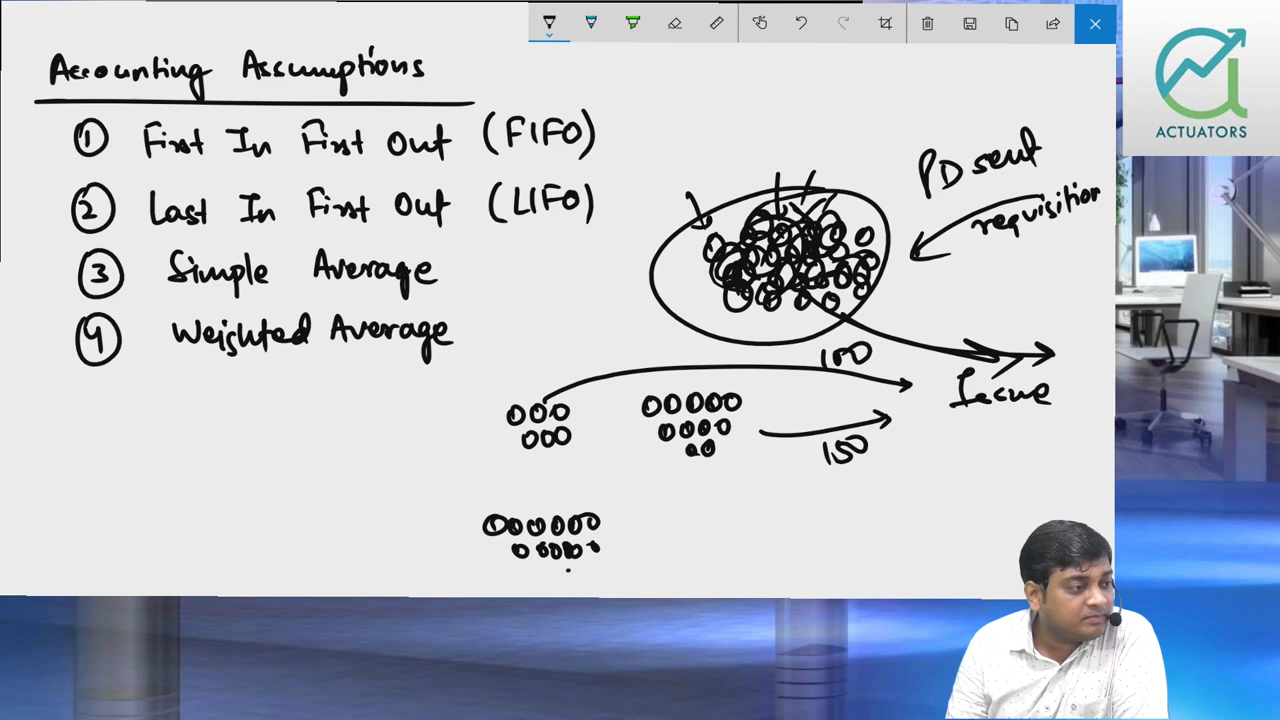 Accounting Assumptions
① First In First Out (FIFO)
② Last In First Out (LIFO)
③ Simple Average
④ Weighted Average
PD sent
requisition
100
Issue
150
ACTUATORS